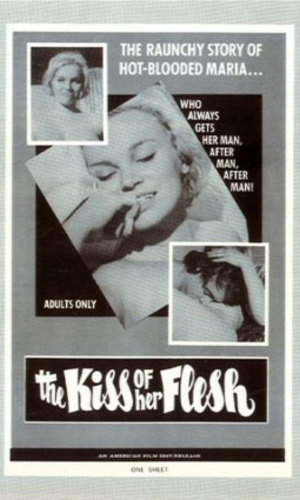 THE RAUNCHY STORY OF
HOT-BLOODED MARIA...
WHO
ALWAYS
GETS
HER MAN,
AFTER
MAN,
AFTER
MAN!
ADULTS ONLY
the Kiss OF her Flesh
AN AMERICAN FILM DIST. RELEASE
ONE SHEET